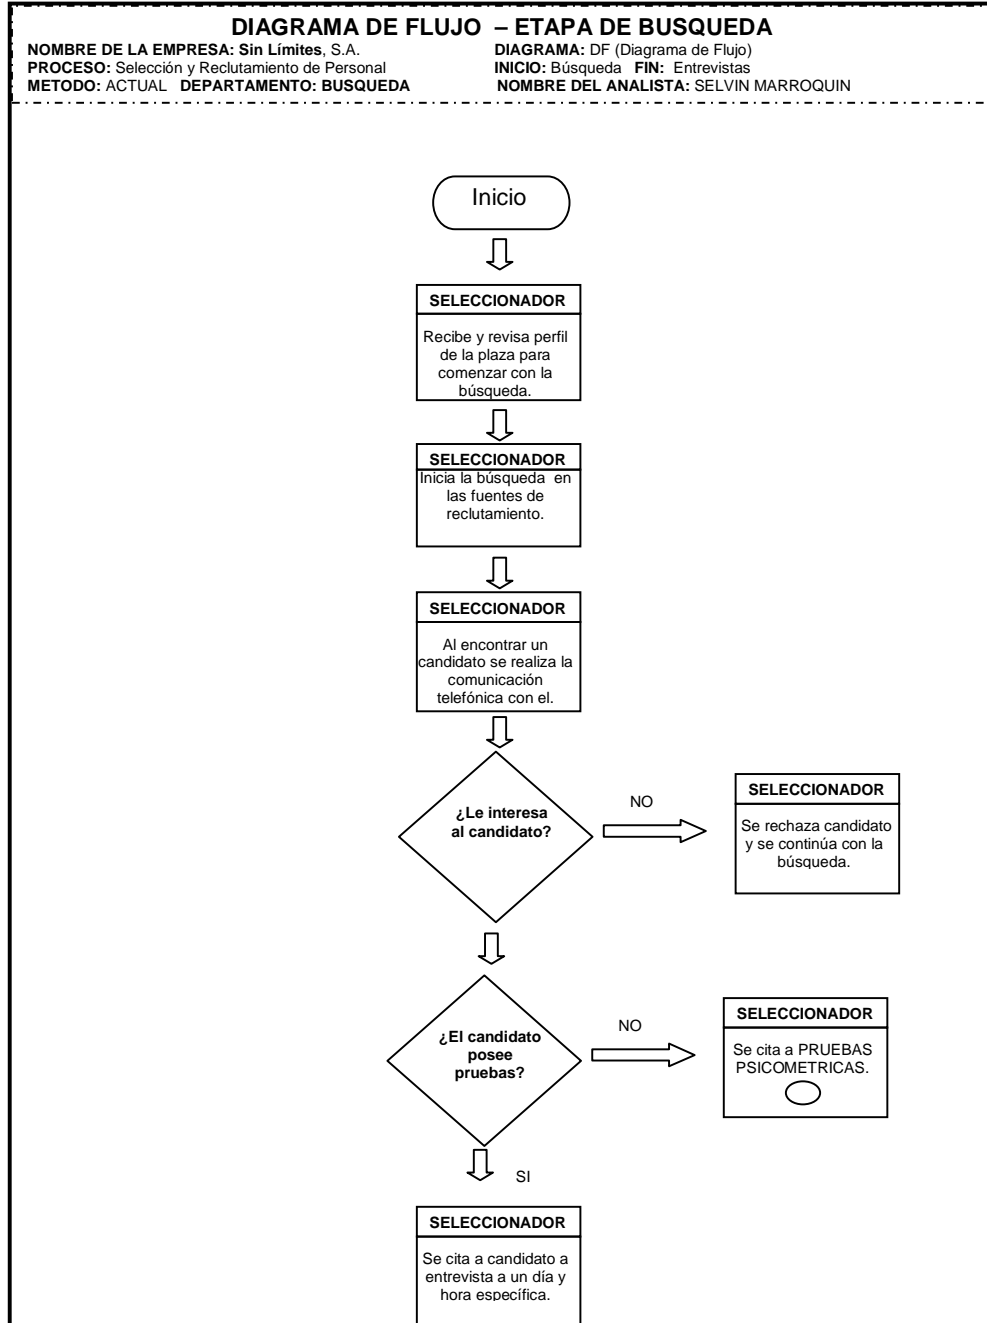 DIAGRAMA DE FLUJO – ETAPA DE BUSQUEDA
NOMBRE DE LA EMPRESA: Sin Límites, S.A.
DIAGRAMA: DF (Diagrama de Flujo)
PROCESO: Selección y Reclutamiento de Personal
INICIO: Búsqueda FIN: Entrevistas
METODO: ACTUAL DEPARTAMENTO: BUSQUEDA
NOMBRE DEL ANALISTA: SELVIN MARROQUIN
Inicio
SELECCIONADOR
Recibe y revisa perfil
de la plaza para
comenzar con la
búsqueda.
SELECCIONADOR
Inicia la búsqueda en
las fuentes de
reclutamiento.
SELECCIONADOR
Al encontrar un
candidato se realiza la
comunicación
telefónica con el.
¿Le interesa
al candidato?
NO
SELECCIONADOR
Se rechaza candidato
y se continúa con la
búsqueda.
¿El candidato
posee
pruebas?
NO
SELECCIONADOR
Se cita a PRUEBAS
PSICOMETRICAS.
SI
SELECCIONADOR
Se cita a candidato a
entrevista a un día y
hora específica.